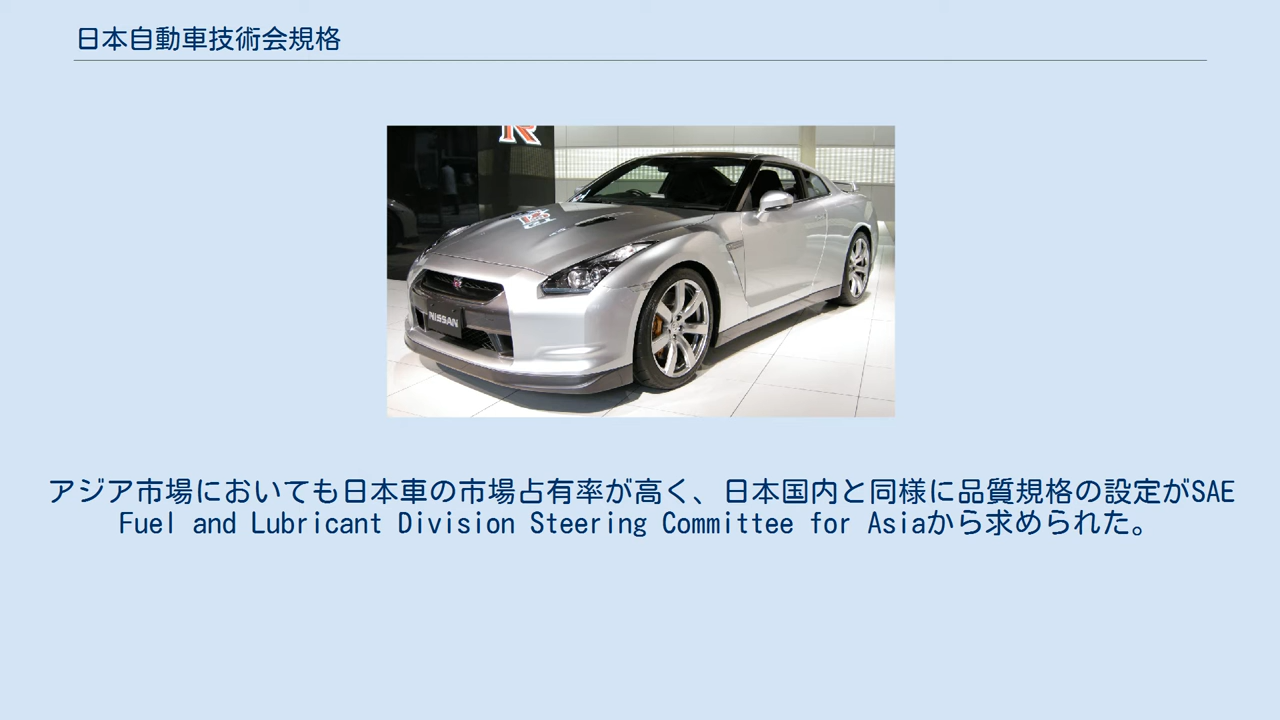 日本自動車技術会規格
R
NISSAN
アジア市場においても日本車の市場占有率が高く、日本国内と同様に品質規格の設定がSAE
Fuel and Lubricant Division Steering Committee for Asiaから求められた。